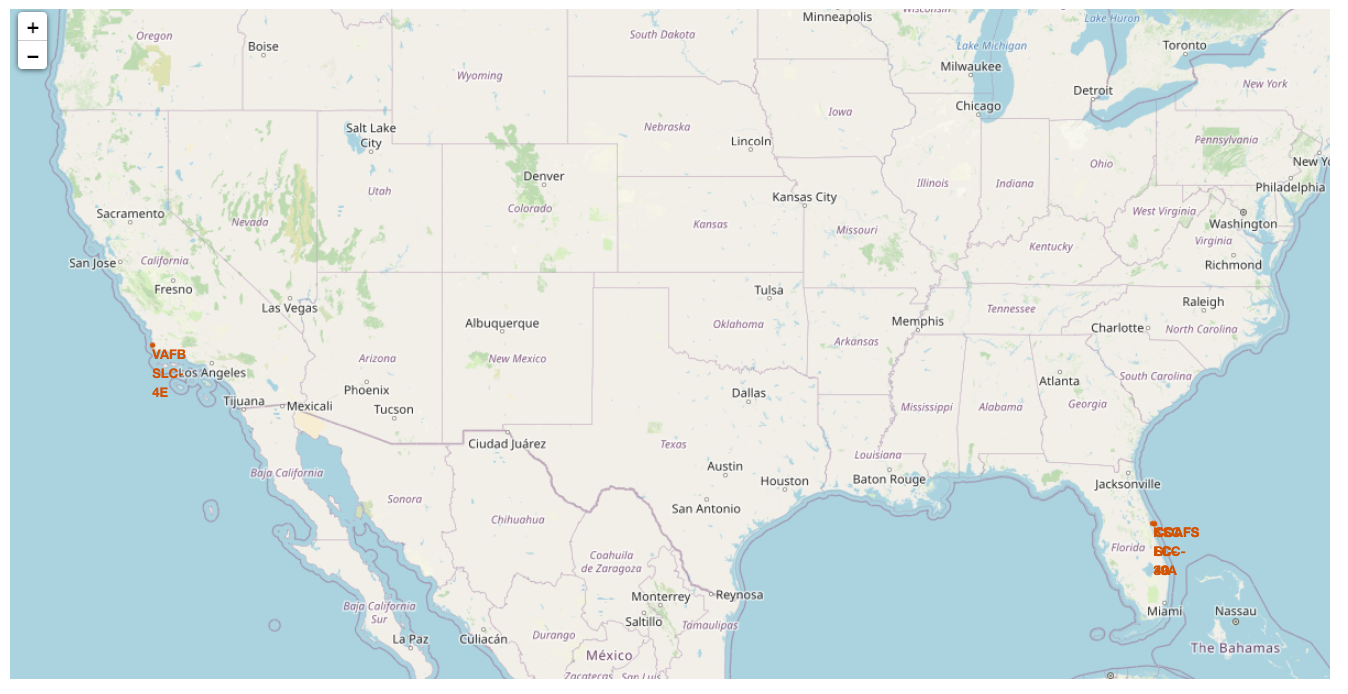 +
−
Minneapolis
Wisconsin
Lake Huron
Oregon
Boise
South Dakota
Lake Michigan
Toronto
Wyoming
Milwaukee
New York
Detroit
Chicago
Iowa
Salt Lake
City
Nebraska
Lincoln
Pennsylvania
Ohio
New Yo
Denver
Utah
Kansas City
Illinois
Indiana
Philadelphia
Sacramento
Nevada
Colorado
Kansas
Missouri
West Virginia
Washington
Kentucky
Virginia
San Jose
California
Richmond
Fresno
Las Vegas
Tulsa
Raleigh
Tennessee
Albuquerque
Oklahoma
Memphis
Charlotte
North Carolina
Arkansas
VAFB
SLC-
4E
Los Angeles
Arizona
New Mexico
South Carolina
Phoenix
Atlanta
Tijuana
Mexicali
Tucson
Dallas
Mississippi
Alabama
Georgia
Ciudad Juárez
Texas
Louisiana
Baja California
Austin
Houston
Baton Rouge
Jacksonville
Sonora
San Antonio
Chihuahua
Florida
Coahuila
de Zaragoza
Monterrey
Reynosa
Baja California
Sur
Saltillo
Tamaulipas
Miami
Nassau
La Paz
Culiacán
Durango
México
The Bahamas
Zacatecas
San Luis